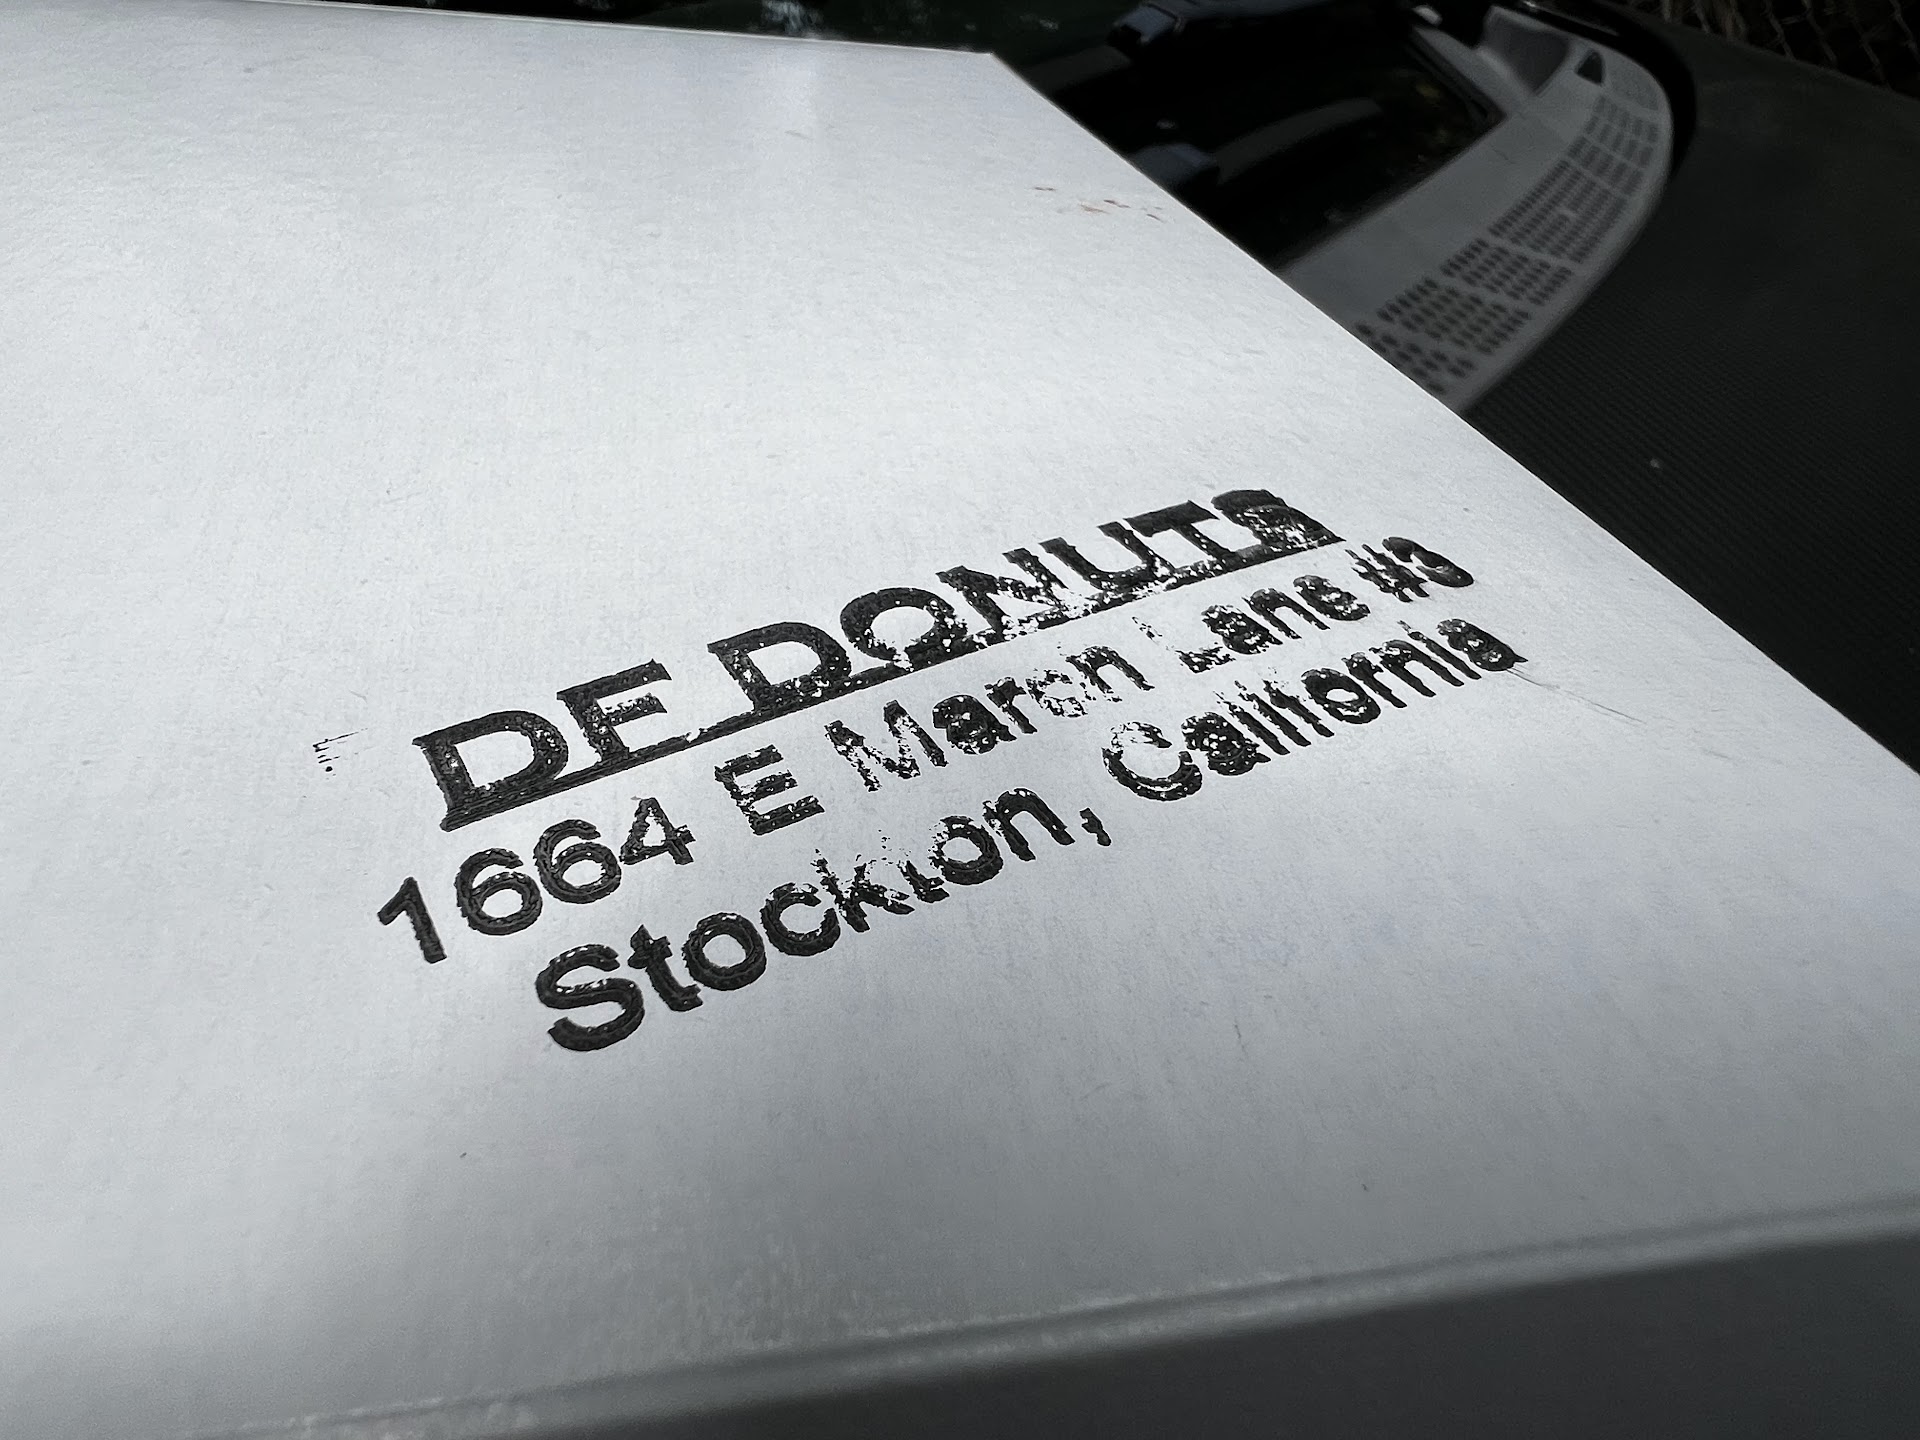 DE DONUTS
1664 E March Lane #3
Stockton, California